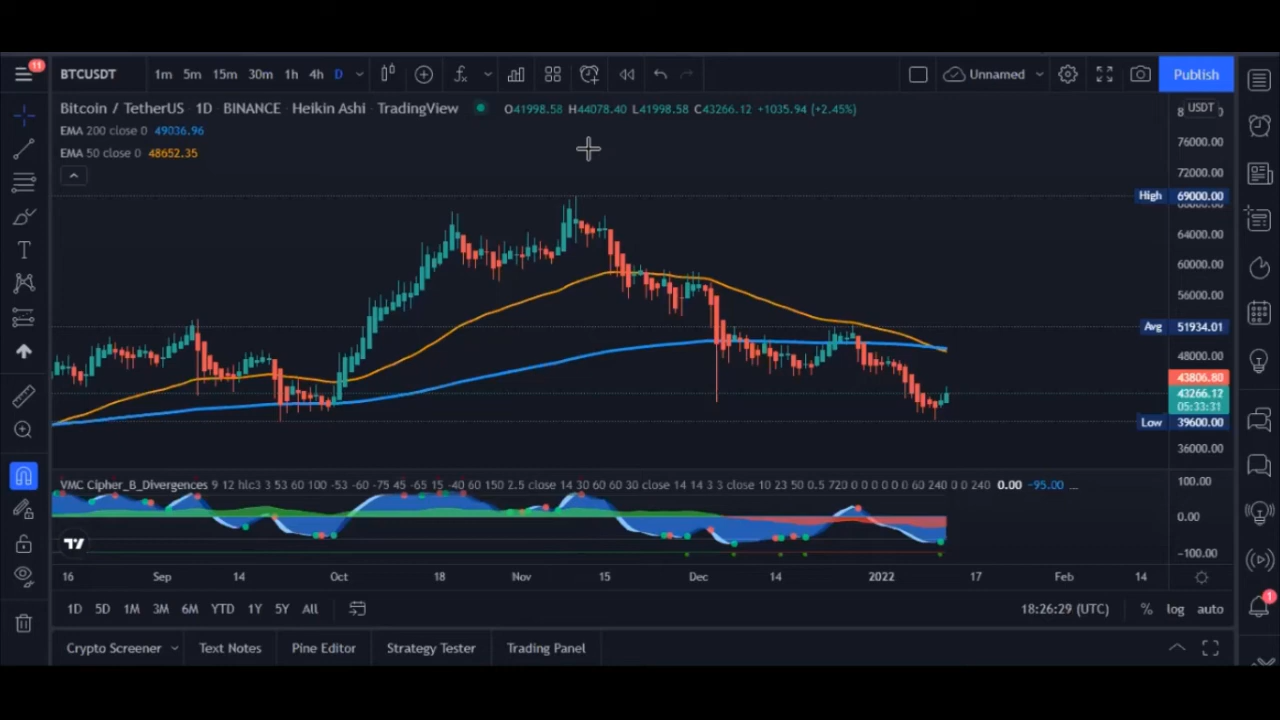 11
BTCUSDT 1m 5m 15m 30m 1h 4h D Unnamed Publish
Bitcoin / TetherUS 1D BINANCE Heikin Ashi TradingView O41998.58 H44078.40 L41998.58 C43266.12 +1035.94 (+2.45%)
USDT
EMA 200 close 0 49036.96
76000.00
EMA 50 close 0 48652.35
72000.00
High 69000.00
64000.00
60000.00
56000.00
Avg 51934.01
48000.00
43806.80
43266.12
05:33:31
Low 39600.00
36000.00
VMC Cipher_B_Divergences 9 12 hlc3 3 53 60 100 -53 -60 -75 45 -65 15 -40 60 150 2.5 close 14 30 60 60 30 close 14 14 3 3 close 10 23 50 0.5 720 0 0 0 0 0 0 60 240 0 0 240 0.00 -95.00 ...
100.00
0.00
-100.00
16 Sep 14 Oct 18 Nov 15 Dec 14 2022 17 Feb 14
1D 5D 1M 3M 6M YTD 1Y 5Y All 18:26:29 (UTC) % log auto
1
Crypto Screener Text Notes Pine Editor Strategy Tester Trading Panel